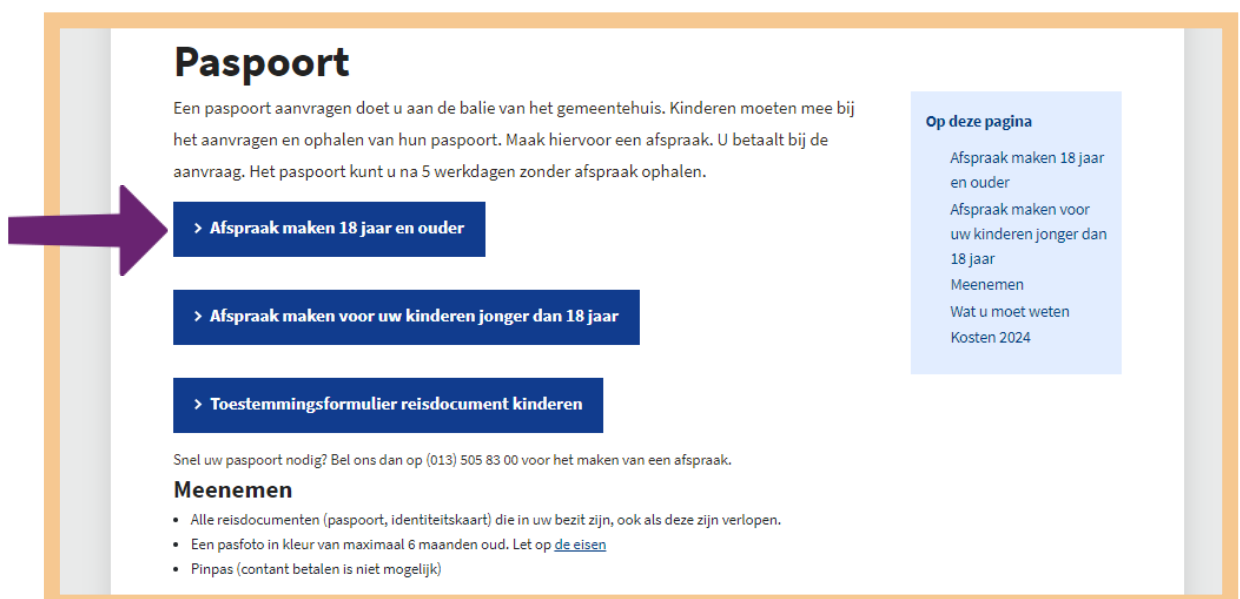 Paspoort
Een paspoort aanvragen doet u aan de balie van het gemeentehuis. Kinderen moeten mee bij
het aanvragen en ophalen van hun paspoort. Maak hiervoor een afspraak. U betaalt bij de
aanvraag. Het paspoort kunt u na 5 werkdagen zonder afspraak ophalen.
> Afspraak maken 18 jaar en ouder
> Afspraak maken voor uw kinderen jonger dan 18 jaar
> Toestemmingsformulier reisdocument kinderen
Snel uw paspoort nodig? Bel ons dan op (013) 505 83 00 voor het maken van een afspraak.
Meenemen
• Alle reisdocumenten (paspoort, identiteitskaart) die in uw bezit zijn, ook als deze zijn verlopen.
• Een pasfoto in kleur van maximaal 6 maanden oud. Let op de eisen
• Pinpas (contant betalen is niet mogelijk)
Op deze pagina
Afspraak maken 18 jaar
en ouder
Afspraak maken voor
uw kinderen jonger dan
18 jaar
Meenemen
Wat u moet weten
Kosten 2024